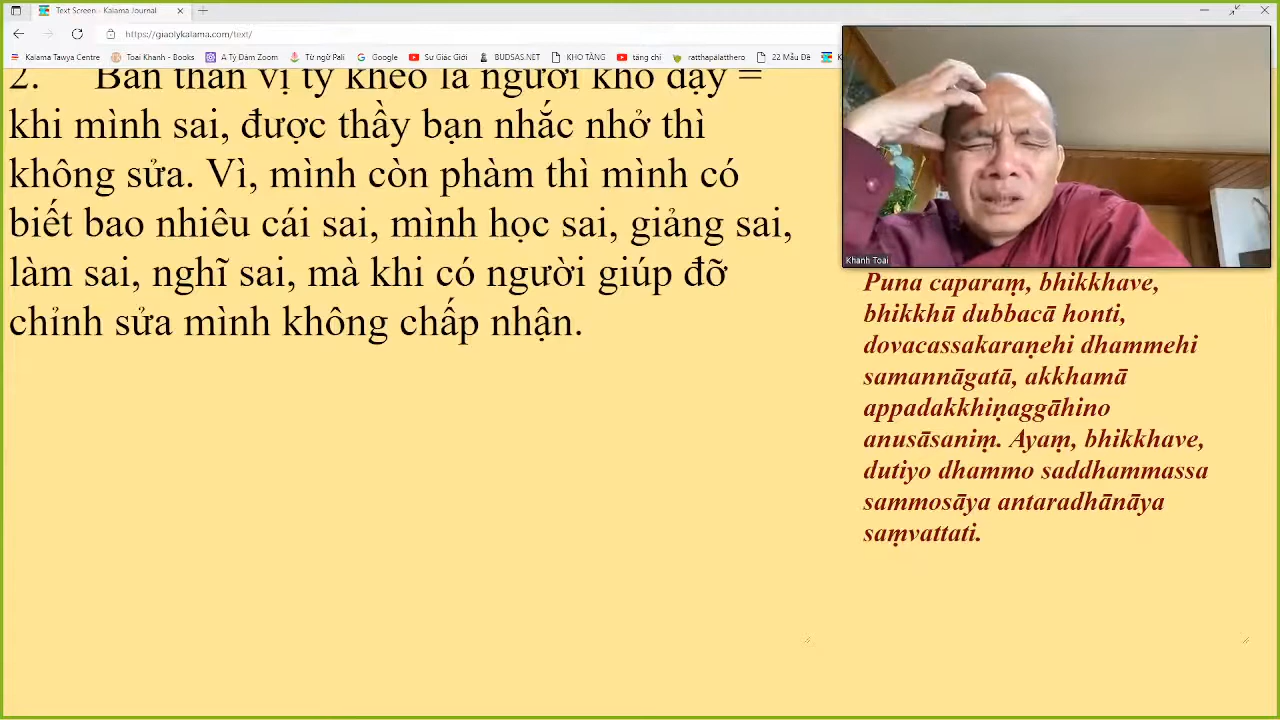 Text Screen - Kalama Journal
https://giaolykalama.com/text/
Kalama Tawya Centre
Toai Khanh - Books
A Tỳ Đàm Zoom
Từ ngữ Pali
Google
Sư Giác Giới
BUDSAS.NET
KHO TÀNG
tăng chi
ratthapālatthero
22 Mẫu Đề
K
2. Bản thân vị tỳ kheo là người khó dạy =
khi mình sai, được thầy bạn nhắc nhở thì
không sửa. Vì, mình còn phàm thì mình có
biết bao nhiêu cái sai, mình học sai, giảng sai,
làm sai, nghĩ sai, mà khi có người giúp đỡ
chỉnh sửa mình không chấp nhận.
Khanh Toai
Puna caparaṃ, bhikkhave,
bhikkhū dubbacā honti,
dovacassakaraṇehi dhammehi
samannāgatā, akkhamā
appadakkhiṇaggāhino
anusāsaniṃ. Ayaṃ, bhikkhave,
dutiyo dhammo saddhammassa
sammosāya antaradhānāya
saṃvattati.